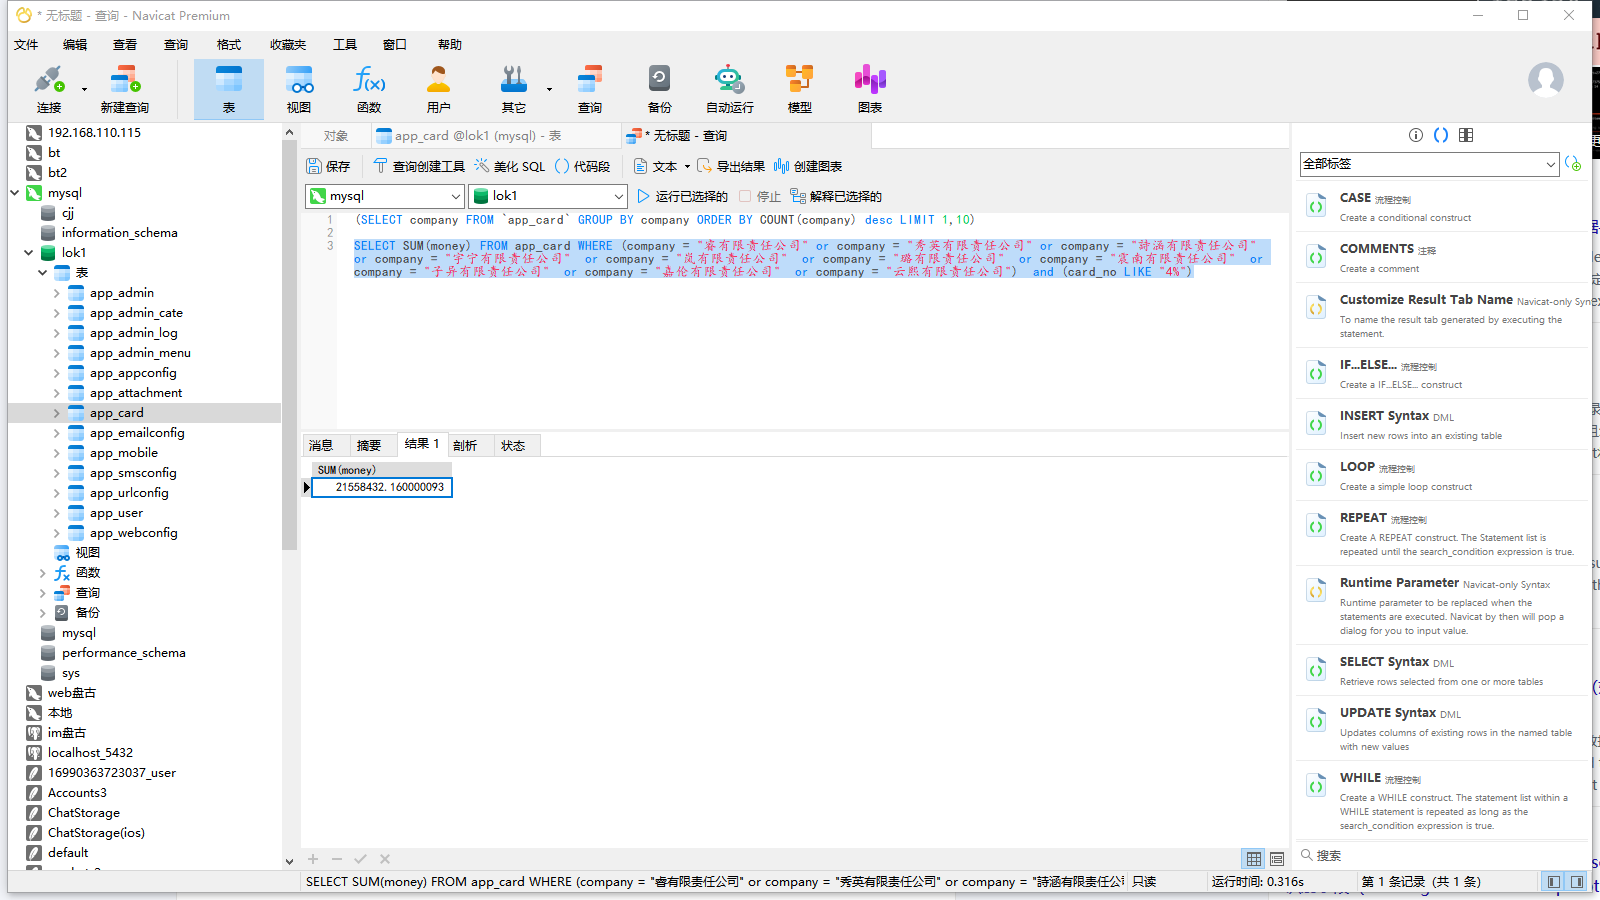 * 无标题 - 查询 - Navicat Premium
文件 编辑 查看 查询 格式 收藏夹 工具 窗口 帮助
连接 新建查询 表 视图 函数 用户 其它 查询 备份 自动运行 模型 图表
192.168.110.115
bt
bt2
mysql
cjj
information_schema
lok1
表
app_admin
app_admin_cate
app_admin_log
app_admin_menu
app_appconfig
app_attachment
app_card
app_emailconfig
app_mobile
app_smsconfig
app_urlconfig
app_user
app_webconfig
视图
函数
查询
备份
mysql
performance_schema
sys
web盘古
本地
im盘古
localhost_5432
16990363723037_user
Accounts3
ChatStorage
ChatStorage(ios)
default
对象 app_card @lok1 (mysql) - 表 * 无标题 - 查询
保存 查询创建工具 美化 SQL () 代码段 文本 导出结果 创建图表
mysql lok1 运行已选择的 停止 解释已选择的
1 (SELECT company FROM `app_card` GROUP BY company ORDER BY COUNT(company) desc LIMIT 1,10)
2
3 SELECT SUM(money) FROM app_card WHERE (company = "睿有限责任公司" or company = "秀英有限责任公司" or company = "詩涵有限责任公司"
or company = "宇宁有限责任公司" or company = "岚有限责任公司" or company = "璐有限责任公司" or company = "震南有限责任公司" or
company = "子异有限责任公司" or company = "嘉伦有限责任公司" or company = "云熙有限责任公司") and (card_no LIKE "4%")
消息 摘要 结果 1 剖析 状态
SUM(money)
21558432.160000093
SELECT SUM(money) FROM app_card WHERE (company = "睿有限责任公司" or company = "秀英有限责任公司" or company = "詩涵有限责任公司 只读 运行时间: 0.316s 第 1 条记录 (共 1 条)
全部标签
CASE 流程控制
Create a conditional construct
COMMENTS 注释
Create a comment
Customize Result Tab Name Navicat-only Syn
To name the result tab generated by executing the
statement.
IF...ELSE... 流程控制
Create a IF...ELSE... construct
INSERT Syntax DML
Insert new rows into an existing table
LOOP 流程控制
Create a simple loop construct
REPEAT 流程控制
Create A REPEAT construct. The Statement list is
repeated until the search_condition expression is true.
Runtime Parameter Navicat-only Syntax
Runtime parameter to be replaced when the
statements are executed. Navicat by then will pop a
dialog for you to input value.
SELECT Syntax DML
Retrieve rows selected from one or more tables
UPDATE Syntax DML
Updates columns of existing rows in the named table
with new values
WHILE 流程控制
Create a WHILE construct. The statement list within a
WHILE statement is repeated as long as the
search_condition expression is true.
搜索